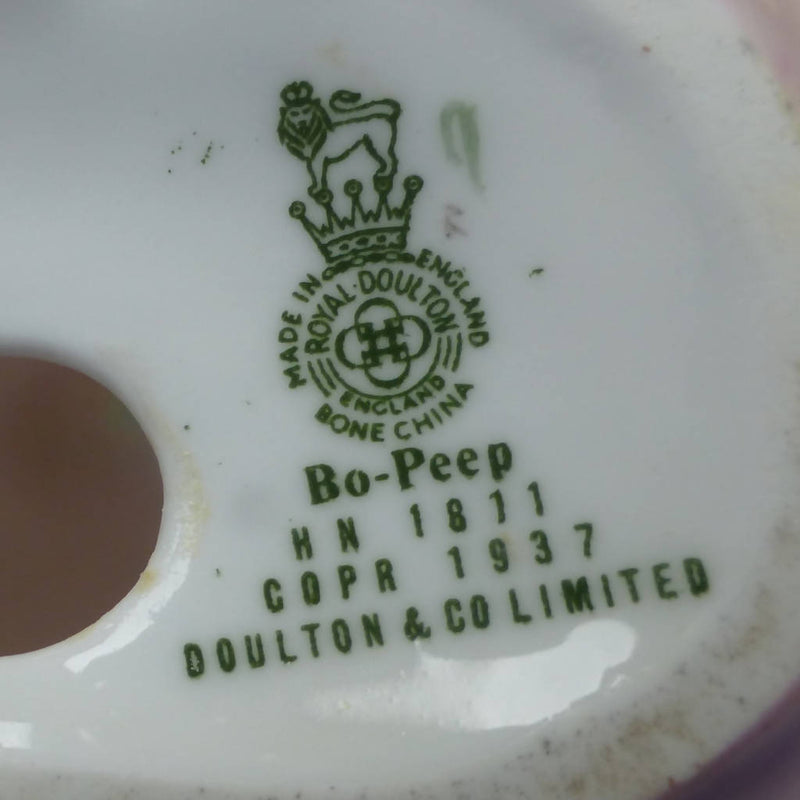 MADE IN ENGLAND
ROYAL·DOULTON
ENGLAND
BONE CHINA
Bo-Peep
HN 1811
COPR 1937
DOULTON & CO LIMITED